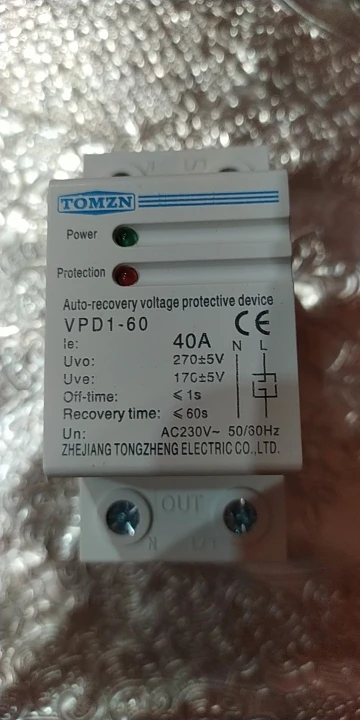 TOMZN
Power
Protection
Auto-recovery voltage protective device
VPD1-60 CE
Ie: 40A N L
Uvo: 270±5V
Uve: 170±5V
Off-time: ≤ 1s
Recovery time: ≤ 60s
Un: AC230V~ 50/60Hz
ZHEJIANG TONGZHENG ELECTRIC CO.,LTD.
OUT
N